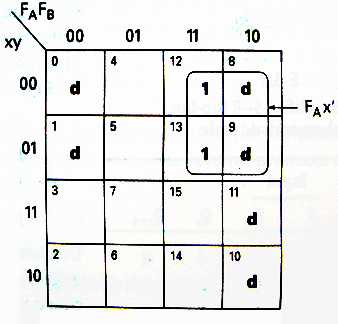 FAFB
xy 00 01 11 10
0 4 12 8
00 d 1 d FAx'
1 5 13 9
01 d 1 d
3 7 15 11
11 d
2 6 14 10
10 d